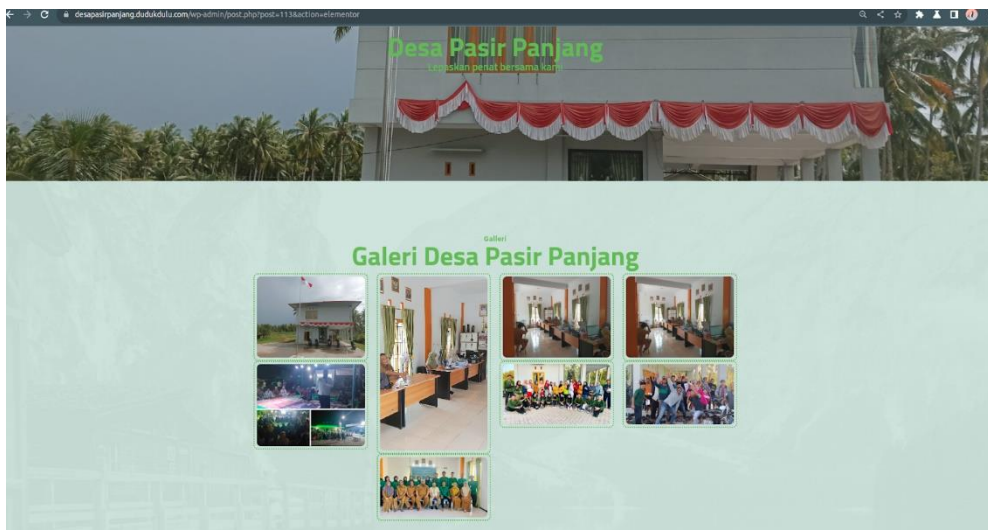 desapasirpanjang.dudukdulu.com/wp-admin/post.php?post=113&action=elementor
Desa Pasir Panjang
Lepaskan penat bersama kami
Galleri
Galeri Desa Pasir Panjang